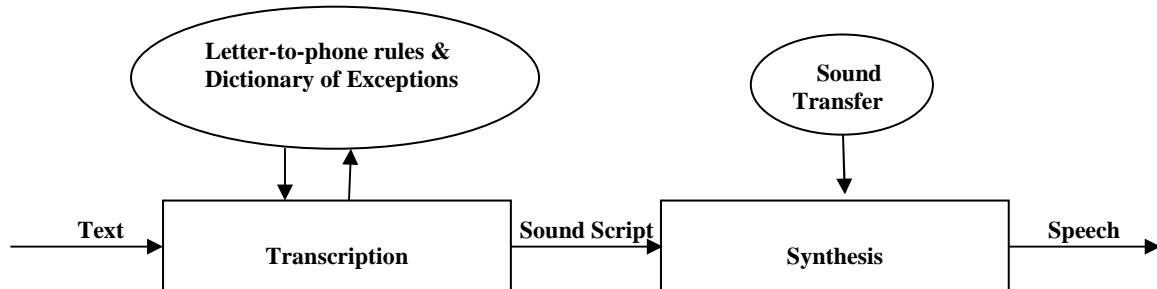 Letter-to-phone rules &
Dictionary of Exceptions
Sound
Transfer
Text
Transcription
Sound Script
Synthesis
Speech